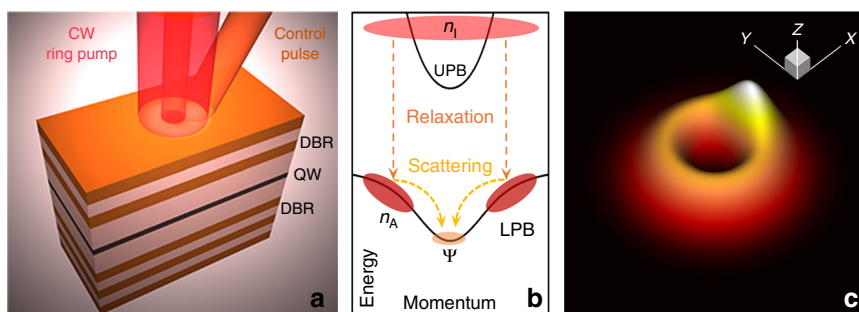 CW
ring pump
Control
pulse
DBR
QW
DBR
a
n_I
UPB
Relaxation
Scattering
n_A
LPB
Ψ
Energy
Momentum
b
Y
Z
X
c